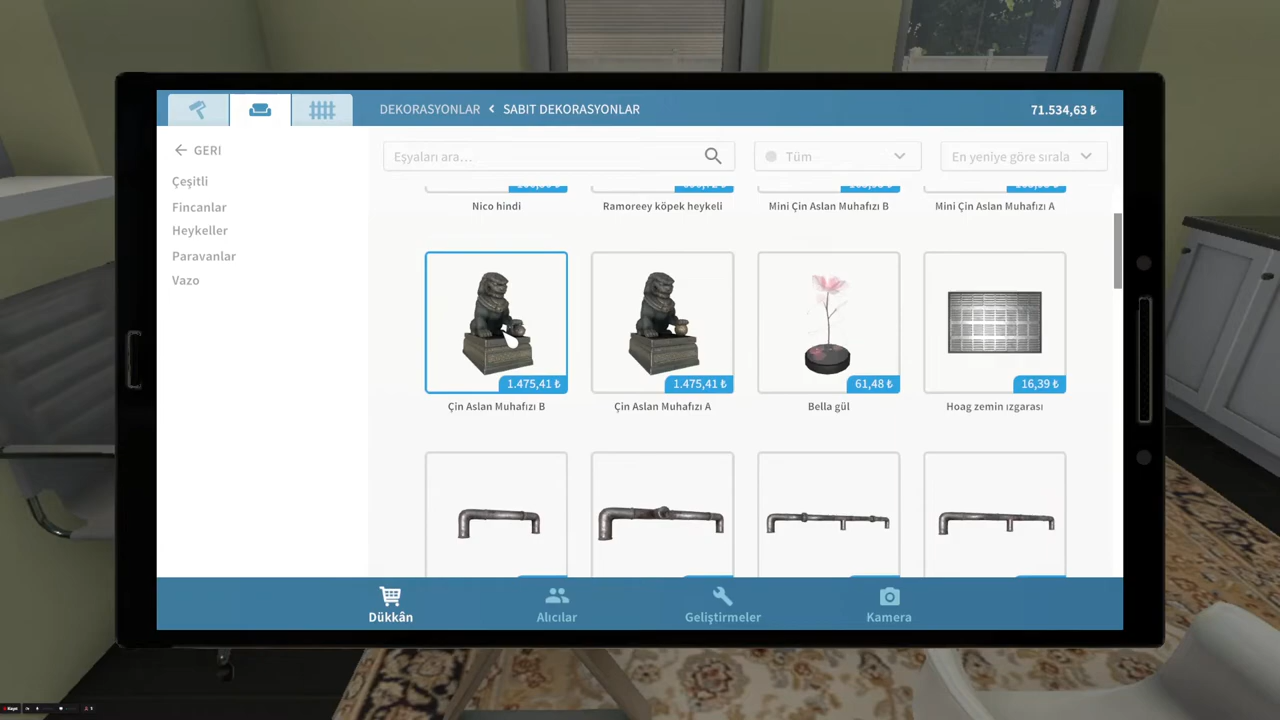 DEKORASYONLAR < SABIT DEKORASYONLAR
71.534,63 ₺
GERI
Çeşitli
Fincanlar
Heykeller
Paravanlar
Vazo
Eşyaları ara...
Tüm
En yeniye göre sırala
Nico hindi
Ramoreey köpek heykeli
Mini Çin Aslan Muhafızı B
Mini Çin Aslan Muhafızı A
1.475,41 ₺
1.475,41 ₺
61,48 ₺
16,39 ₺
Çin Aslan Muhafızı B
Çin Aslan Muhafızı A
Bella gül
Hoag zemin ızgarası
Dükkân
Alıcılar
Geliştirmeler
Kamera